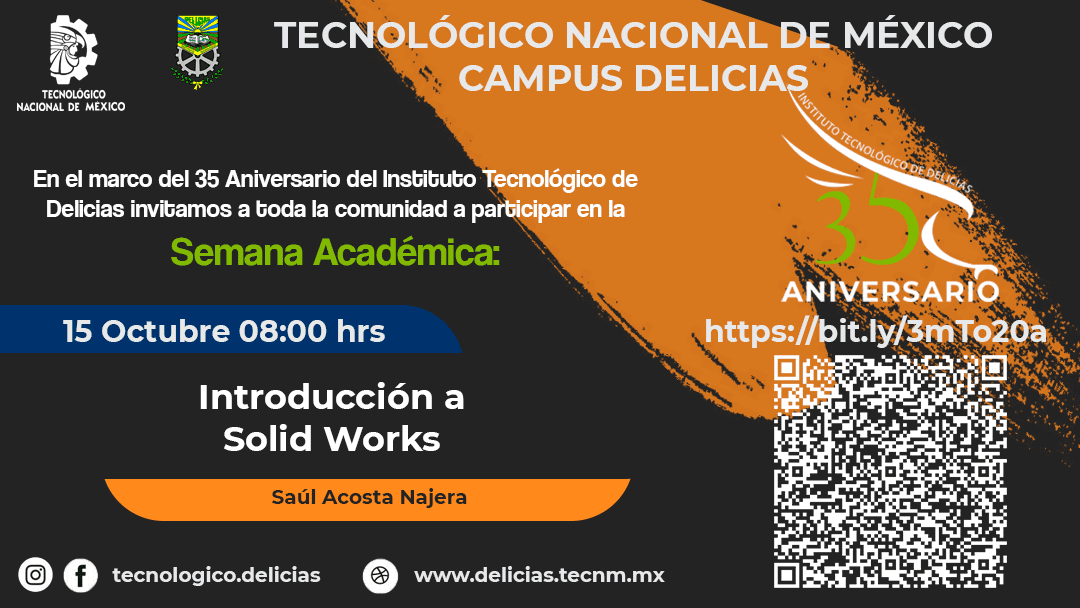 TECNOLÓGICO NACIONAL DE MÉXICO
CAMPUS DELICIAS
TECNOLÓGICO
NACIONAL DE MÉXICO
INSTITUTO TECNOLÓGICO DE DELICIAS
35
ANIVERSARIO
https://bit.ly/3mTo20a
En el marco del 35 Aniversario del Instituto Tecnológico de
Delicias invitamos a toda la comunidad a participar en la
Semana Académica:
15 Octubre 08:00 hrs
Introducción a
Solid Works
Saúl Acosta Najera
tecnologico.delicias
www.delicias.tecnm.mx